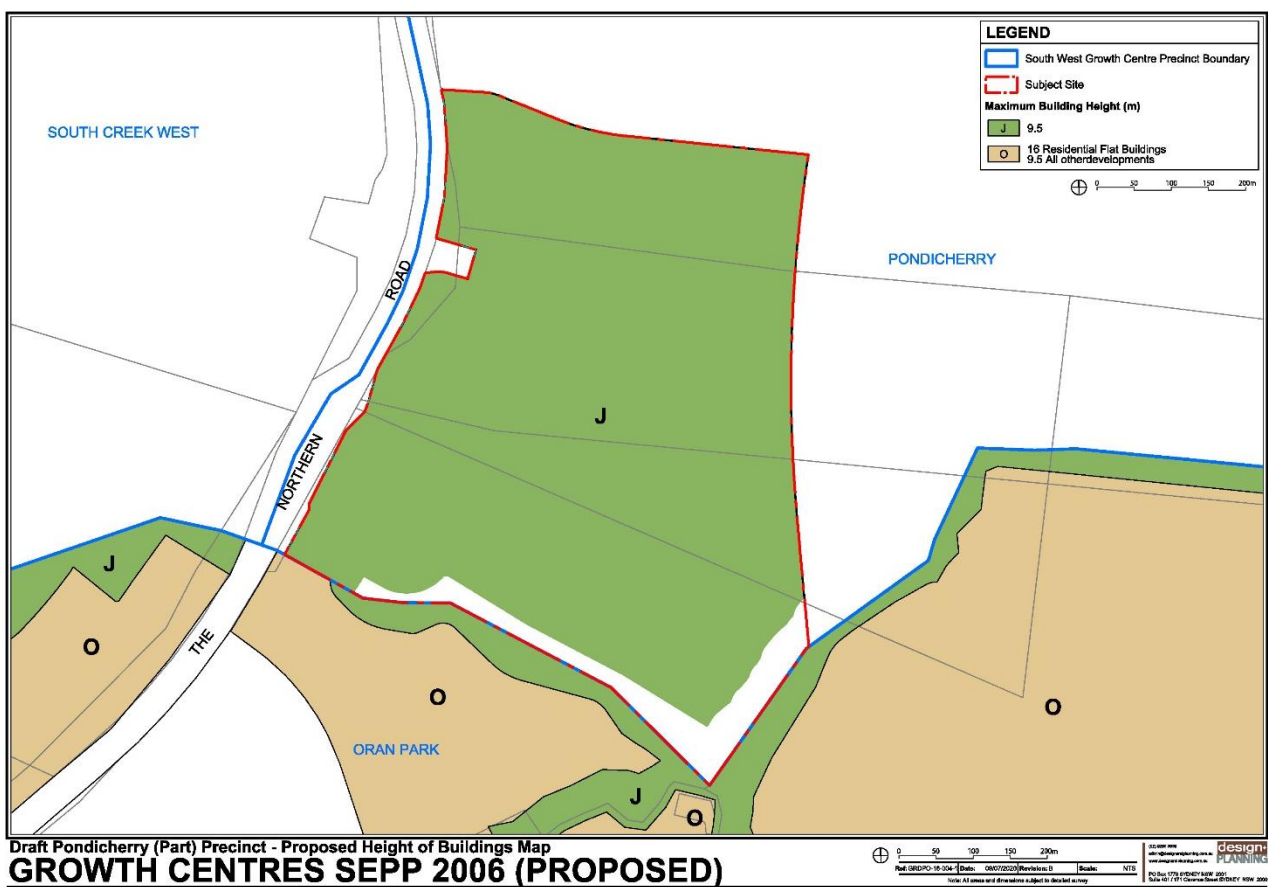 LEGEND
South West Growth Centre Precinct Boundary
Subject Site
Maximum Building Height (m)
J 9.5
O 16 Residential Flat Buildings
9.5 All otherdevelopments
0 50 100 150 200m
SOUTH CREEK WEST
PONDICHERRY
ROAD
NORTHERN
THE
J
J
O
O
O
ORAN PARK
J
O
Draft Pondicherry (Part) Precinct - Proposed Height of Buildings Map
GROWTH CENTRES SEPP 2006 (PROPOSED)
0 50 100 150 200m
Date: 09/07/2020 Revision: B Scale: NTS
Note: All areas and dimensions subject to detailed survey
design+
PLANNING